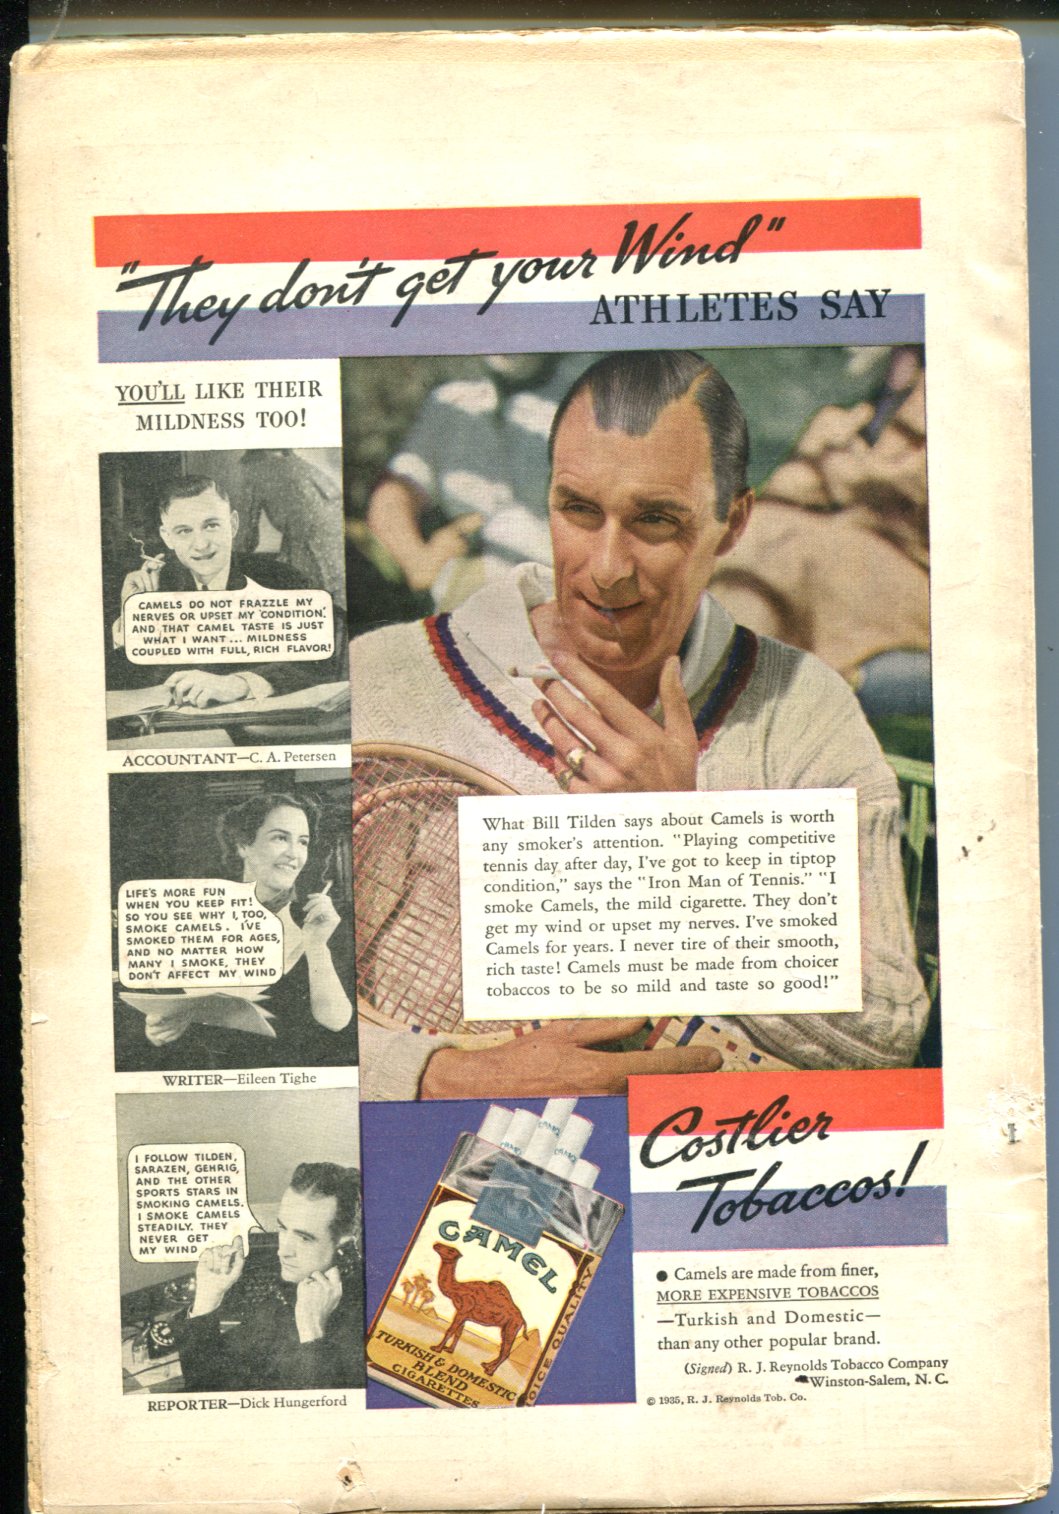 "They don't get your Wind"
ATHLETES SAY
YOU'LL LIKE THEIR
MILDNESS TOO!
CAMELS DO NOT FRAZZLE MY
NERVES OR UPSET MY 'CONDITION'.
AND THAT CAMEL TASTE IS JUST
WHAT I WANT... MILDNESS
COUPLED WITH FULL, RICH FLAVOR!
ACCOUNTANT—C. A. Petersen
LIFE'S MORE FUN
WHEN YOU KEEP FIT!
SO YOU SEE WHY I, TOO,
SMOKE CAMELS. I'VE
SMOKED THEM FOR AGES,
AND NO MATTER HOW
MANY I SMOKE, THEY
DON'T AFFECT MY WIND
WRITER—Eileen Tighe
I FOLLOW TILDEN,
SARAZEN, GEHRIG,
AND THE OTHER
SPORTS STARS IN
SMOKING CAMELS.
I SMOKE CAMELS
STEADILY. THEY
NEVER GET
MY WIND
REPORTER—Dick Hungerford
What Bill Tilden says about Camels is worth
any smoker's attention. "Playing competitive
tennis day after day, I've got to keep in tiptop
condition," says the "Iron Man of Tennis." "I
smoke Camels, the mild cigarette. They don't
get my wind or upset my nerves. I've smoked
Camels for years. I never tire of their smooth,
rich taste! Camels must be made from choicer
tobaccos to be so mild and taste so good!"
CAMEL
CAMEL
CAMEL
CAMEL
TURKISH & DOMESTIC
BLEND
CIGARETTES
QUALITY
Costlier
Tobaccos!
● Camels are made from finer,
MORE EXPENSIVE TOBACCOS
—Turkish and Domestic—
than any other popular brand.
(Signed) R. J. Reynolds Tobacco Company
Winston-Salem, N. C.
© 1935, R. J. Reynolds Tob. Co.